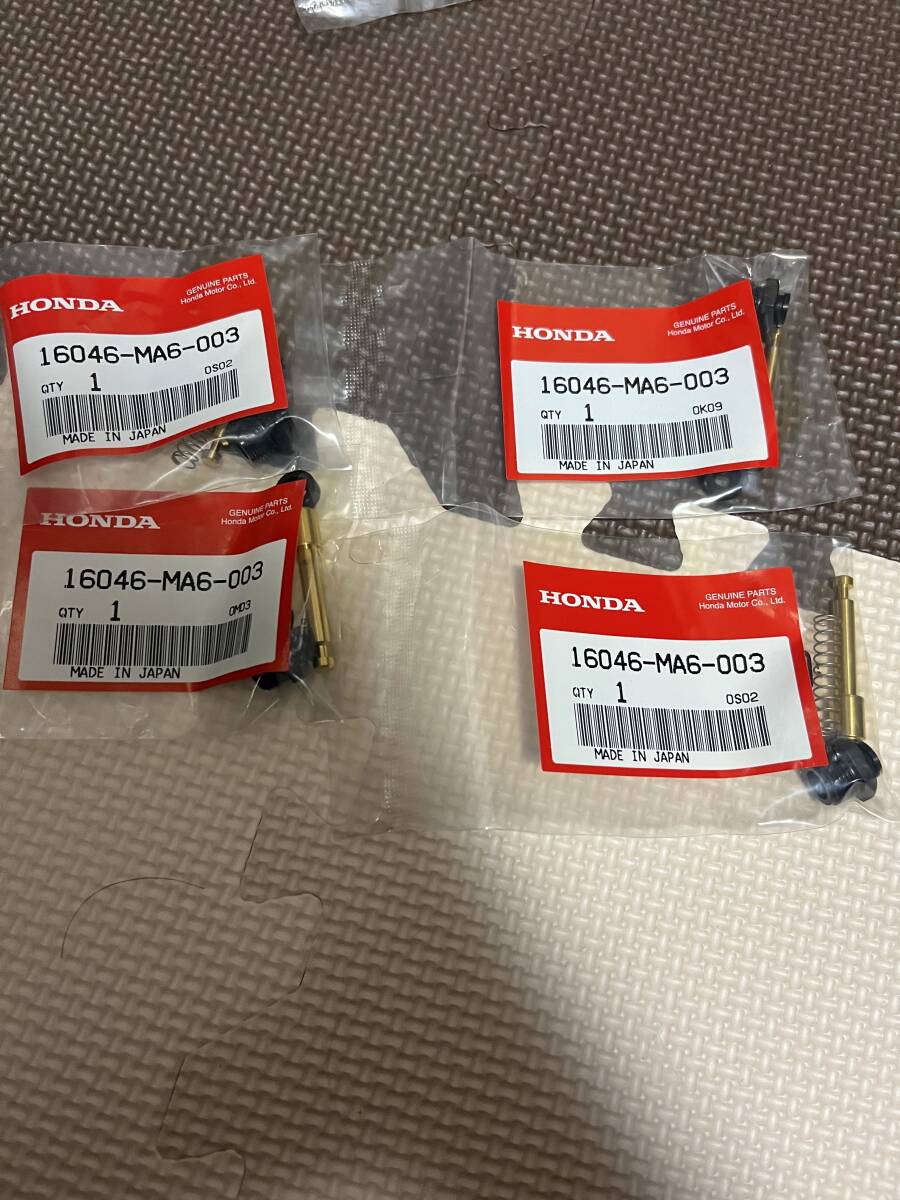 HONDA
GENUINE PARTS
Honda Motor Co., Ltd.
16046-MA6-003
QTY 1 0S02
MADE IN JAPAN
HONDA
GENUINE PARTS
Honda Motor Co., Ltd.
16046-MA6-003
QTY 1 0K09
MADE IN JAPAN
HONDA
GENUINE PARTS
Honda Motor Co., Ltd.
16046-MA6-003
QTY 1 0M03
MADE IN JAPAN
HONDA
GENUINE PARTS
Honda Motor Co., Ltd.
16046-MA6-003
QTY 1 0S02
MADE IN JAPAN